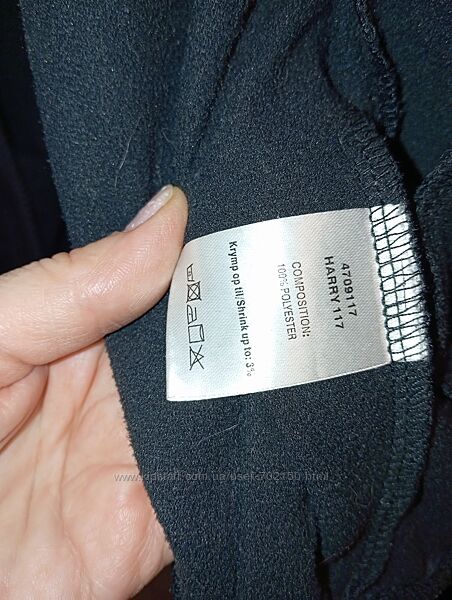 4709117
HARRY 117
COMPOSITION:
100% POLYESTER
Krymp op til/Shrink up to: 3%